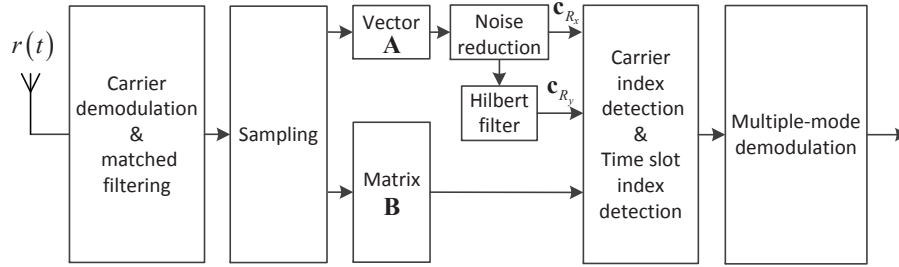 r(t)
Carrier
demodulation
&
matched
filtering
Sampling
Vector
A
Noise
reduction
c_{R_x}
Hilbert
filter
c_{R_y}
Matrix
B
Carrier
index
detection
&
Time slot
index
detection
Multiple-mode
demodulation